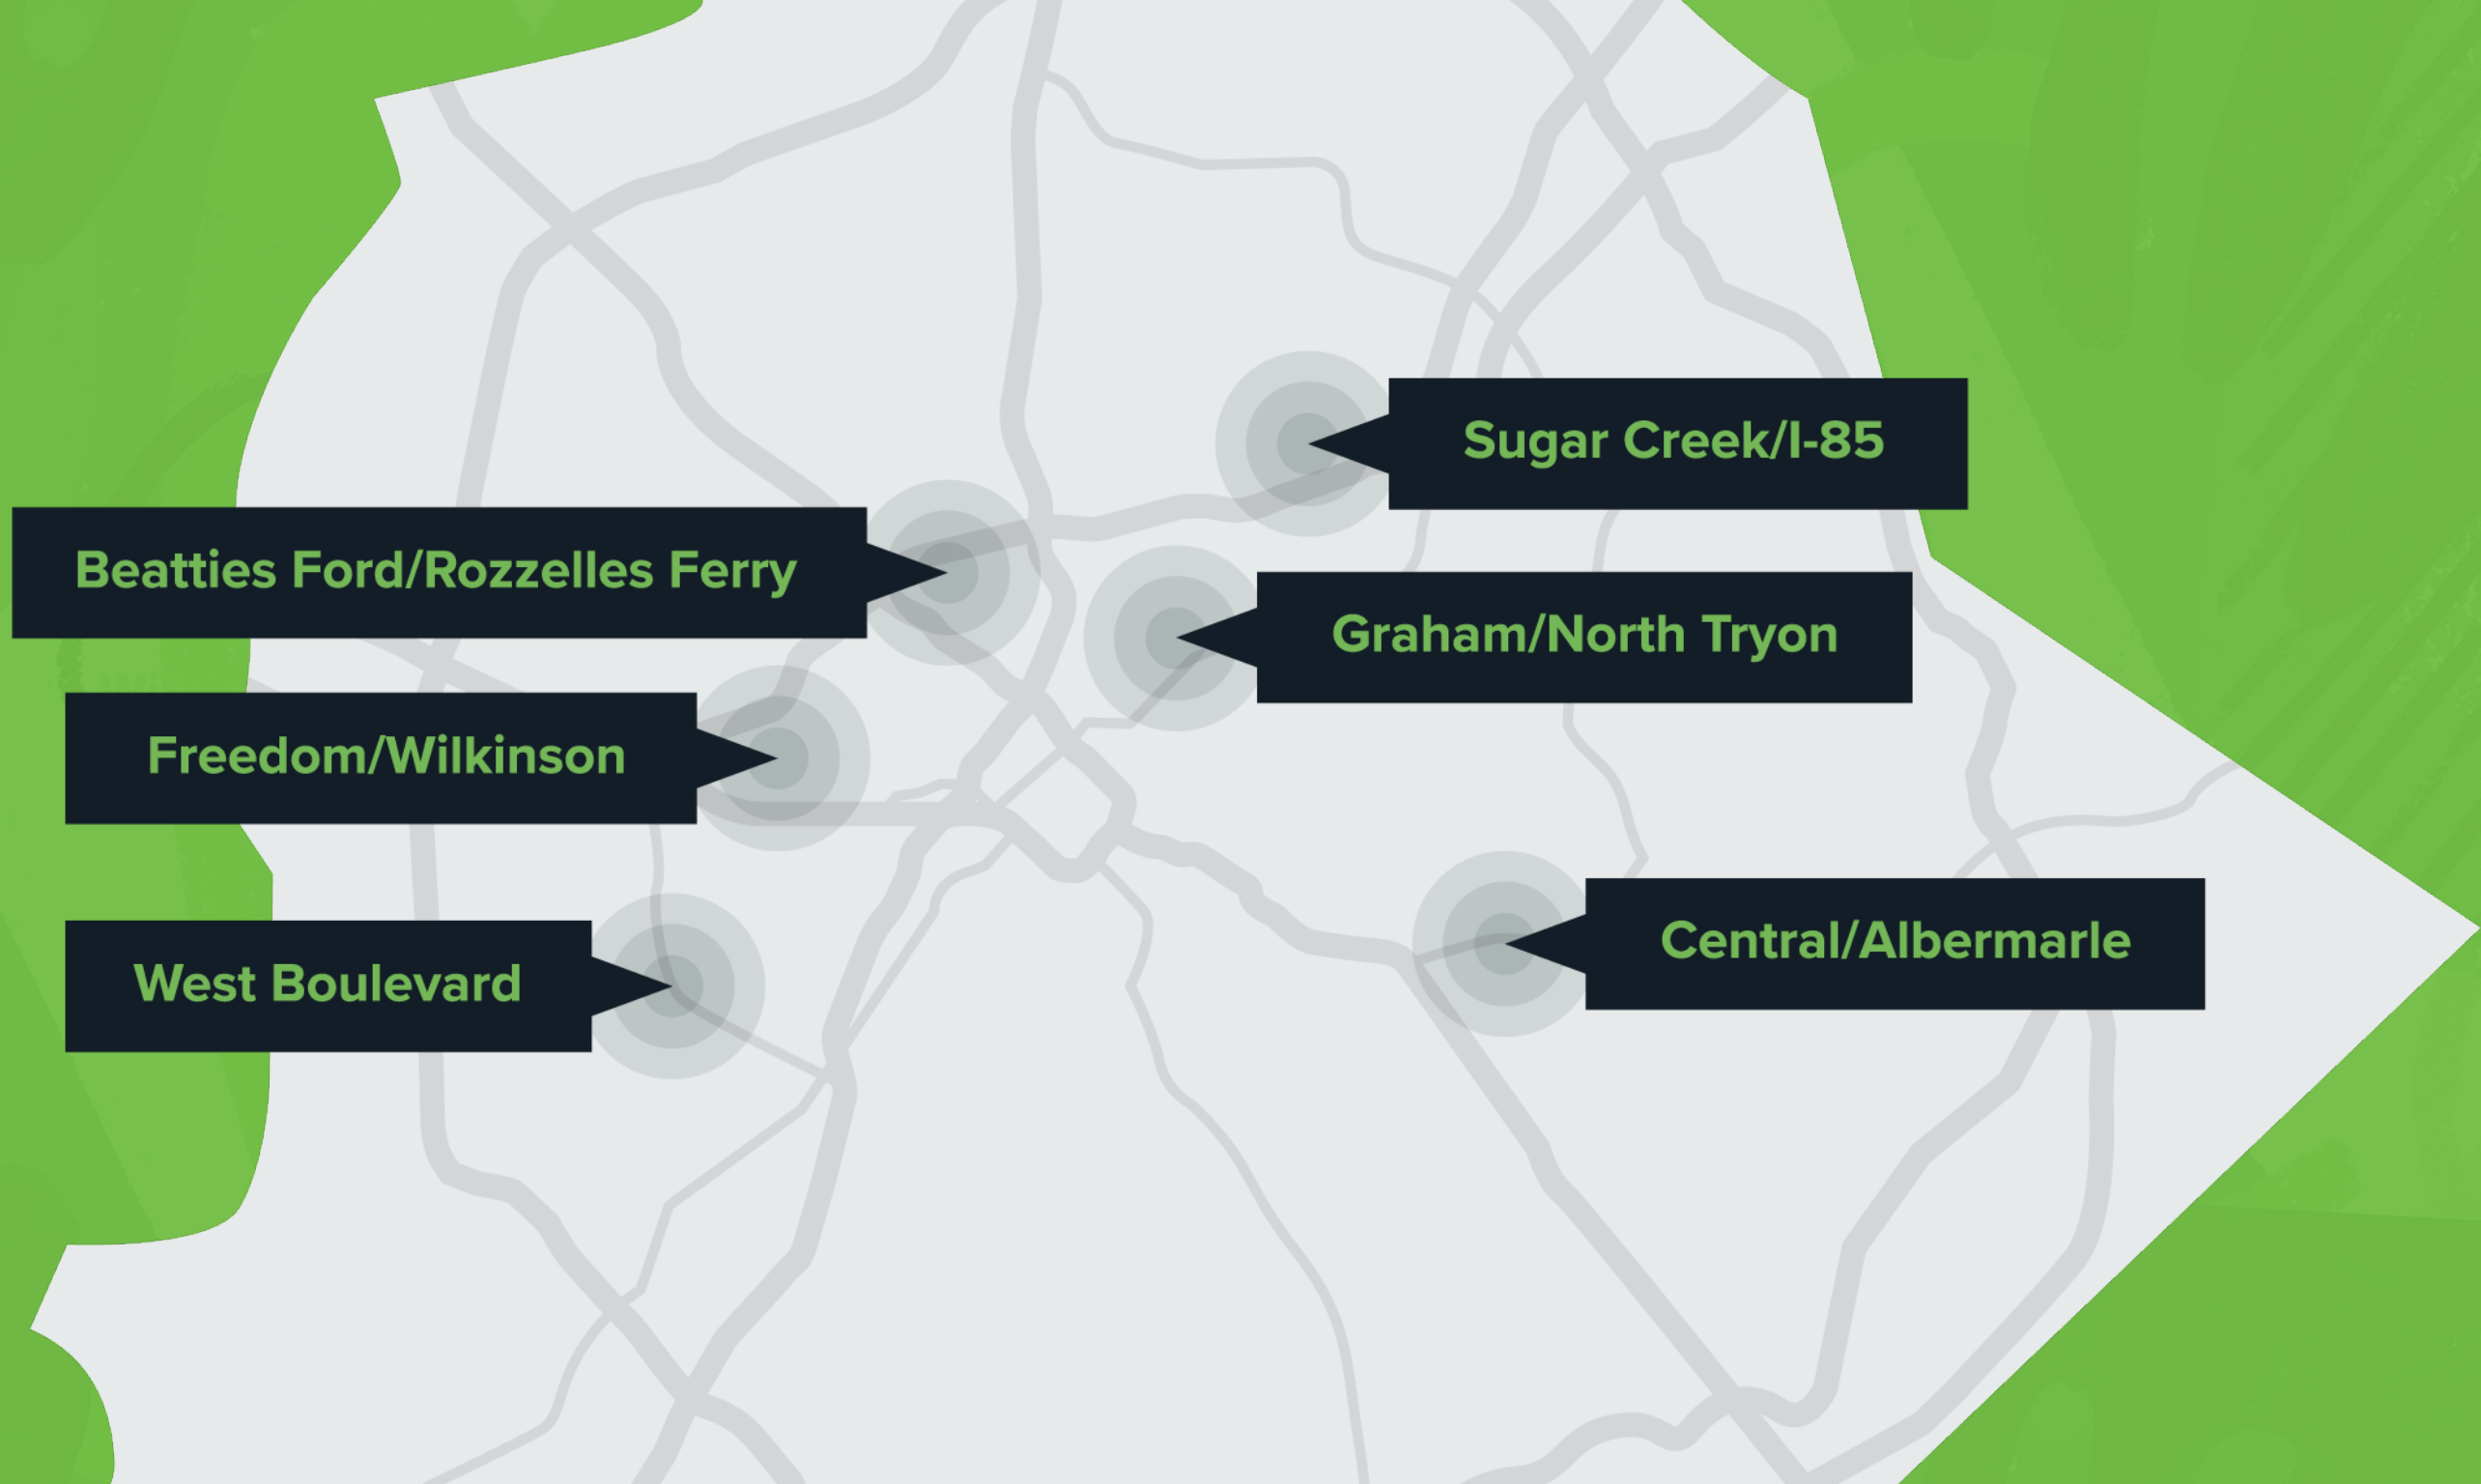 Sugar Creek/I-85
Beatties Ford/Rozzelles Ferry
Graham/North Tryon
Freedom/Wilkinson
Central/Albermarle
West Boulevard